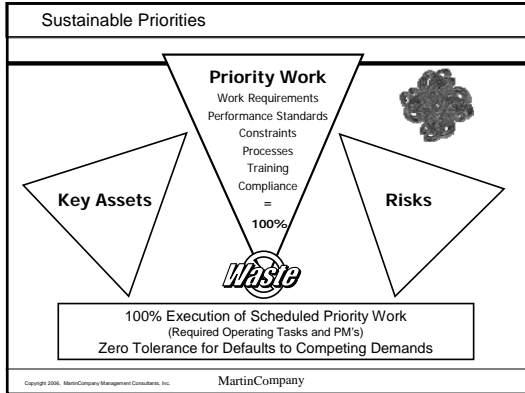 Sustainable Priorities
Priority Work
Work Requirements
Performance Standards
Constraints
Processes
Training
Compliance
=
100%
Key Assets
Risks
Waste
100% Execution of Scheduled Priority Work
(Required Operating Tasks and PM's)
Zero Tolerance for Defaults to Competing Demands
Copyright 2006, MartinCompany Management Consultants, Inc.
MartinCompany